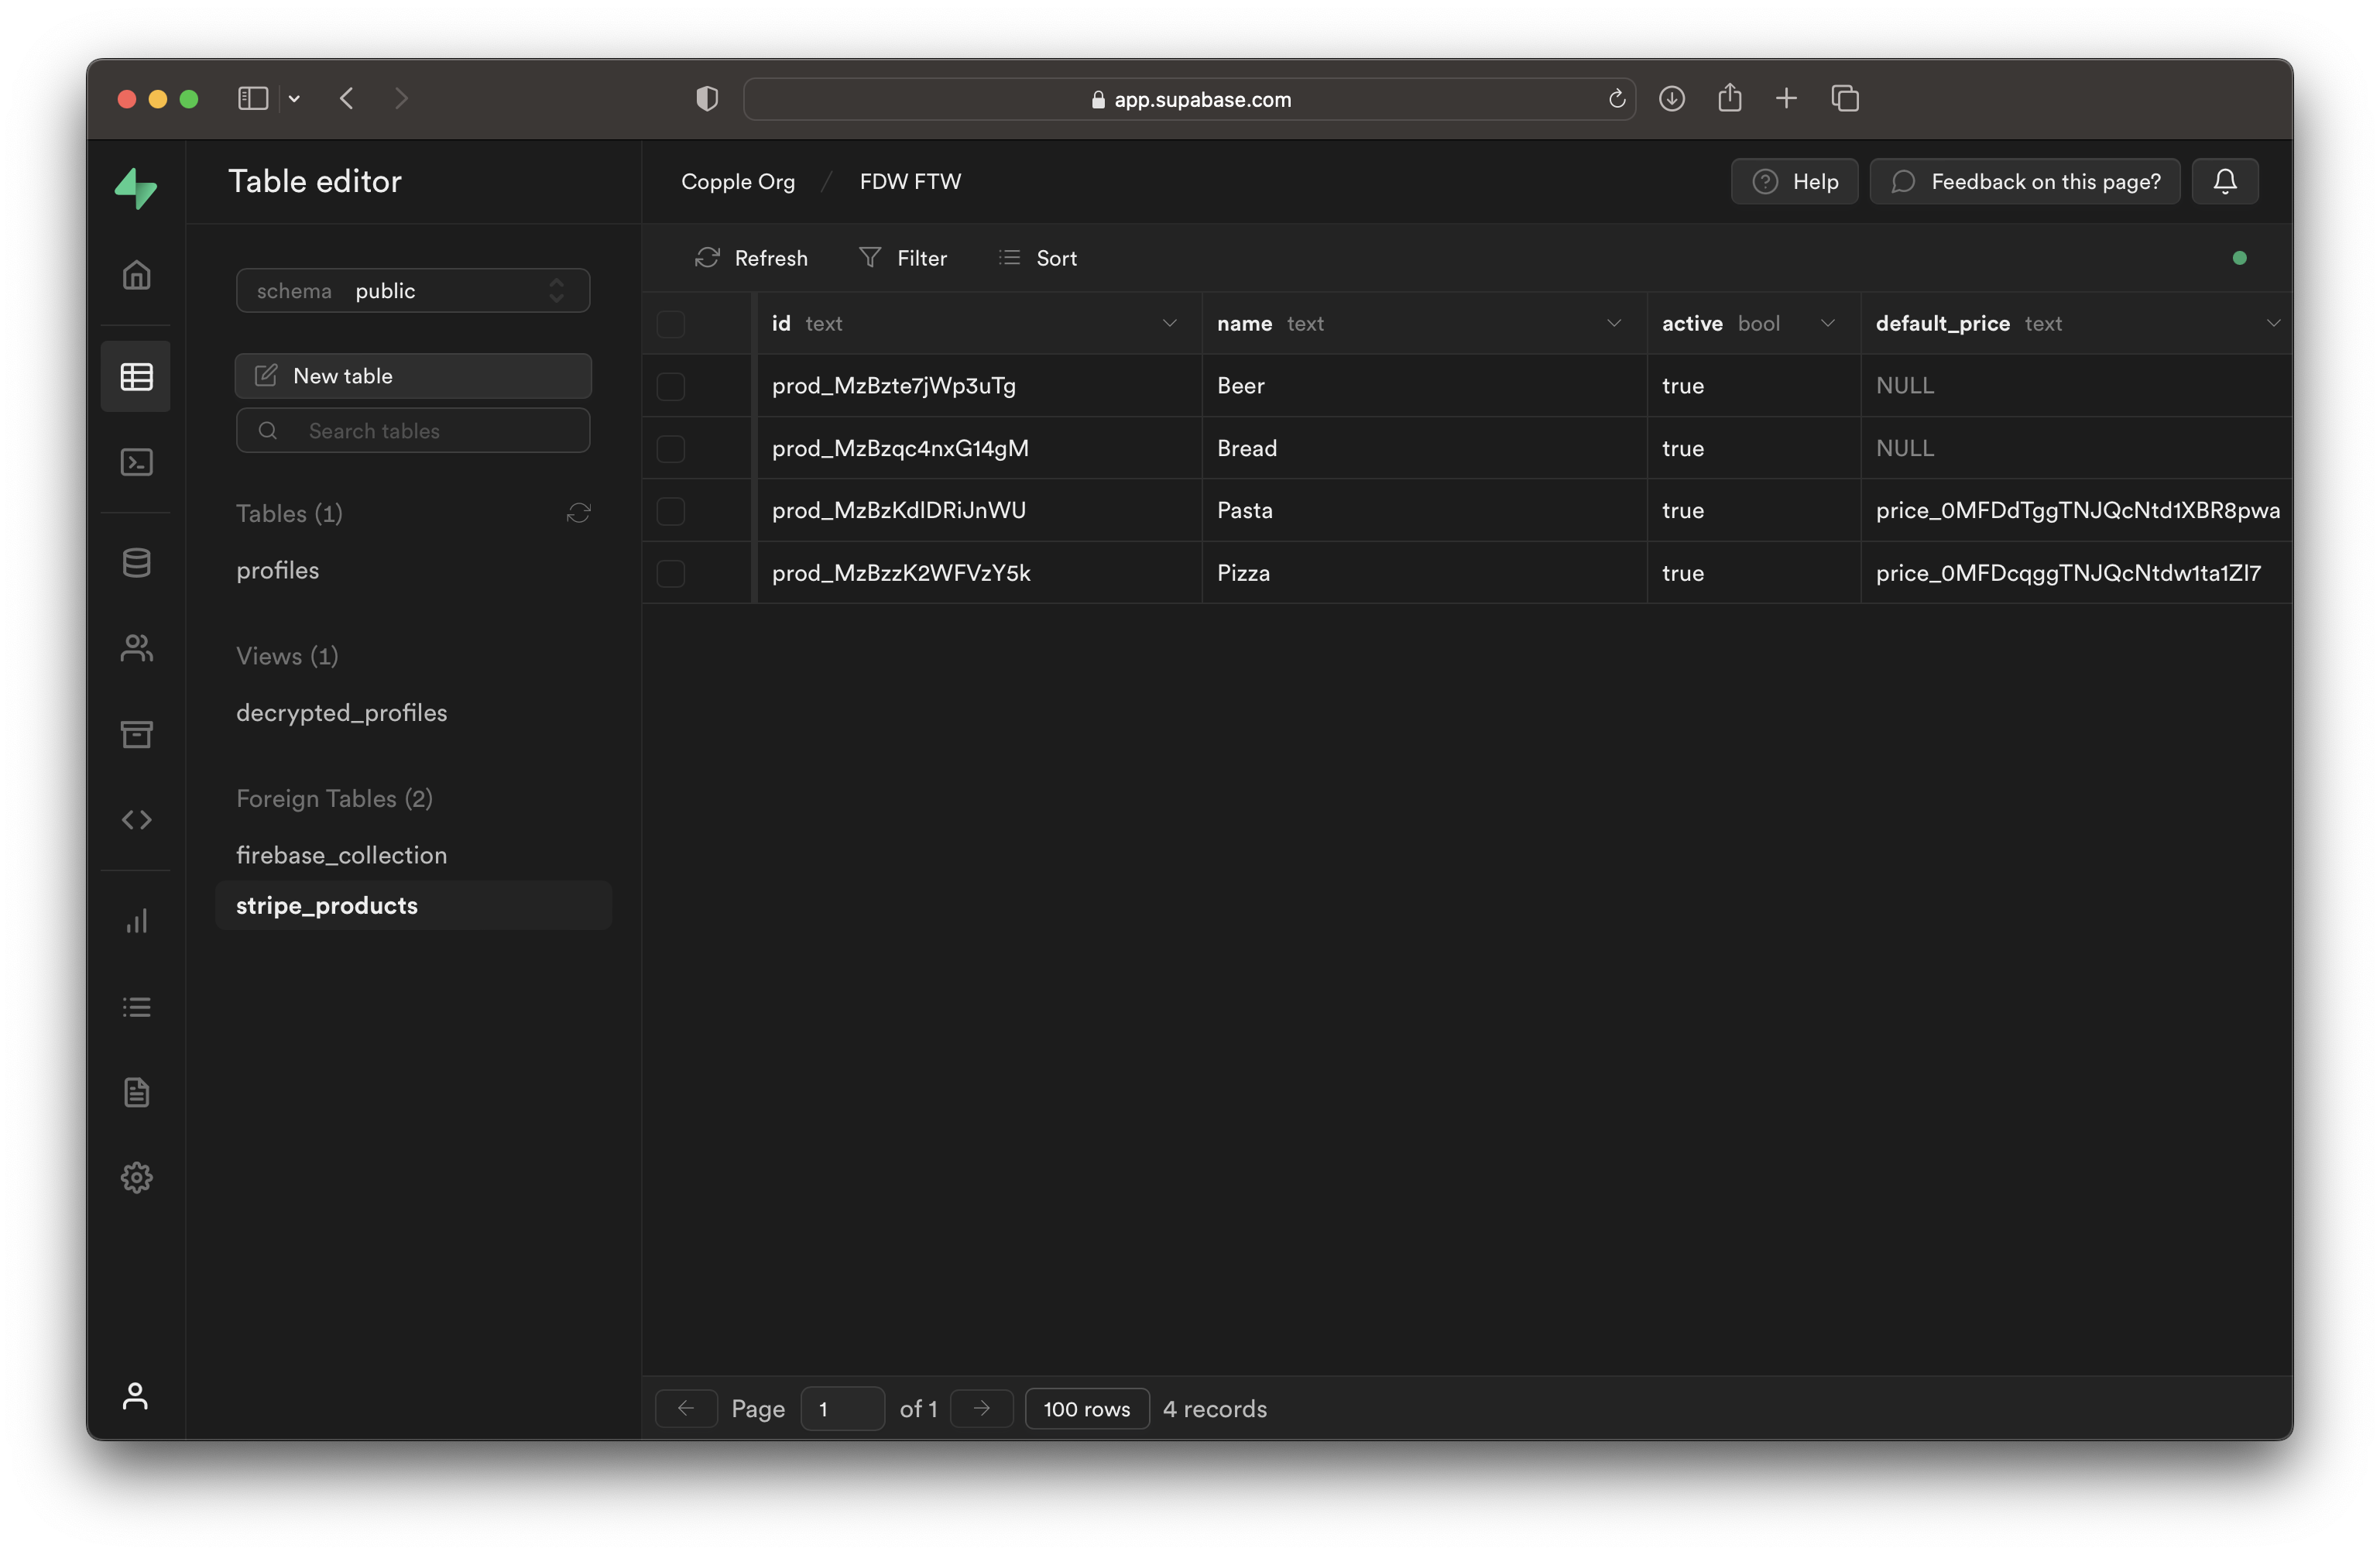 app.supabase.com
Table editor
Copple Org / FDW FTW
Help
Feedback on this page?
schema public
New table
Search tables
Tables (1)
profiles
Views (1)
decrypted_profiles
Foreign Tables (2)
firebase_collection
stripe_products
Refresh Filter Sort
id text name text active bool default_price text
prod_MzBzte7jWp3uTg Beer true NULL
prod_MzBzqc4nxG14gM Bread true NULL
prod_MzBzKdlDRiJnWU Pasta true price_0MFDdTggTNJQcNtd1XBR8pwa
prod_MzBzzK2WFVzY5k Pizza true price_0MFDcqggTNJQcNtdw1ta1Zl7
Page 1 of 1 100 rows 4 records